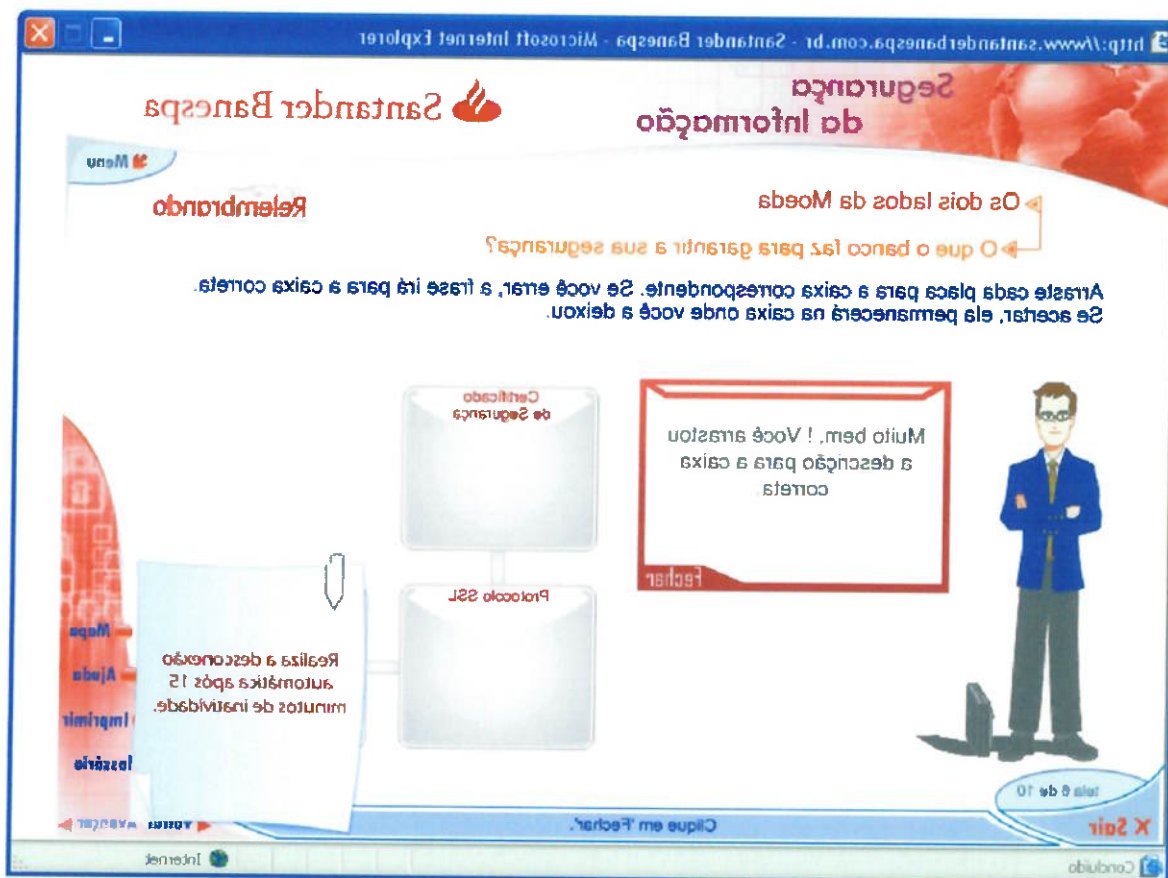 http://www.santanderbanespa.com.br - Santander Banespa - Microsoft Internet Explorer
Segurança
da Informação
Santander Banespa
Menu
Os dois lados da Moeda
Relembrando
O que o banco faz para garantir a sua segurança?
Arraste cada placa para a caixa correspondente. Se você errar, a frase irá para a caixa correta.
Se acertar, ela permanecerá na caixa onde você a deixou.
Muito bem, ! Você arrastou
a descrição para a caixa
correta.
Fechar
Certificado
de Segurança
Protocolo SSL
Realiza a desconexão
automática após 15
minutos de inatividade.
Mapa
Ajuda
Imprimir
lossário
tela 6 de 10
X Sair
Clique em 'Fechar'.
Voltar Avançar
Concluído
Internet